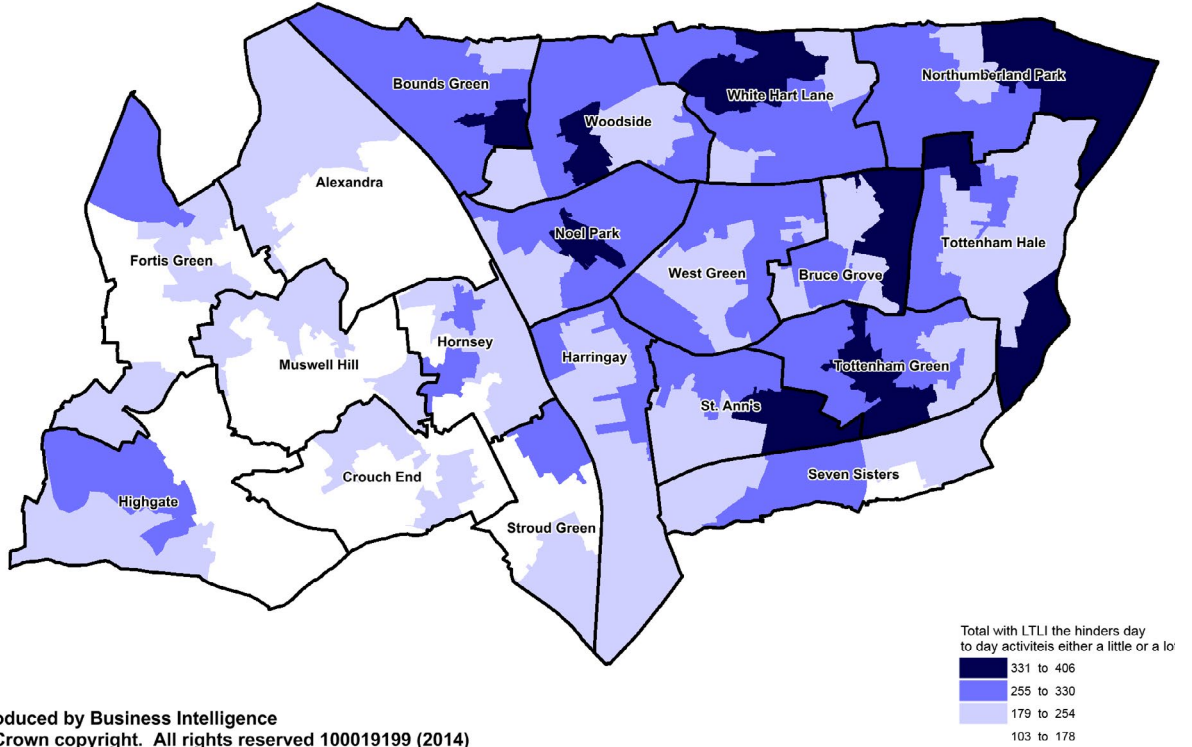 Northumberland Park
Bounds Green
White Hart Lane
Woodside
Alexandra
Noel Park
Tottenham Hale
Fortis Green
West Green
Bruce Grove
Hornsey
Harringay
Muswell Hill
Tottenham Green
St. Ann's
Crouch End
Seven Sisters
Highgate
Stroud Green
Total with LTLI the hinders day
to day activiteis either a little or a lo
331 to 406
255 to 330
179 to 254
103 to 178
oduced by Business Intelligence
Crown copyright. All rights reserved 100019199 (2014)